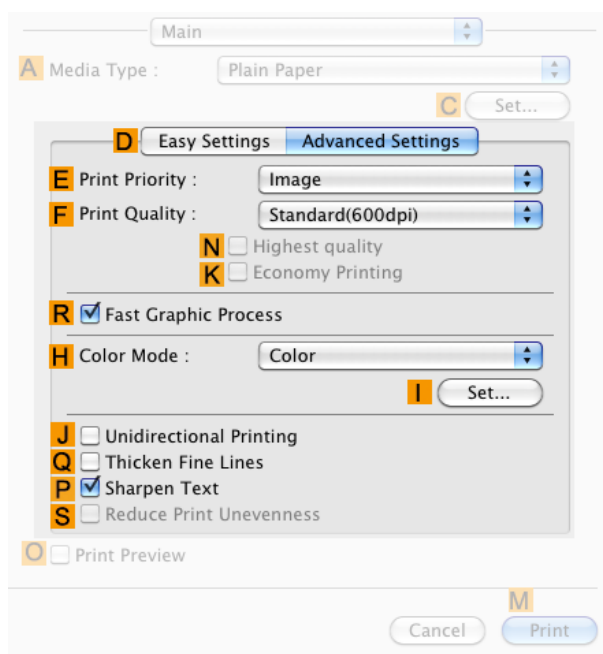 Main
A Media Type : Plain Paper
C Set...
D Easy Settings Advanced Settings
E Print Priority : Image
F Print Quality : Standard(600dpi)
N Highest quality
K Economy Printing
R Fast Graphic Process
H Color Mode : Color
I Set...
J Unidirectional Printing
Q Thicken Fine Lines
P Sharpen Text
S Reduce Print Unevenness
O Print Preview
M
Cancel Print